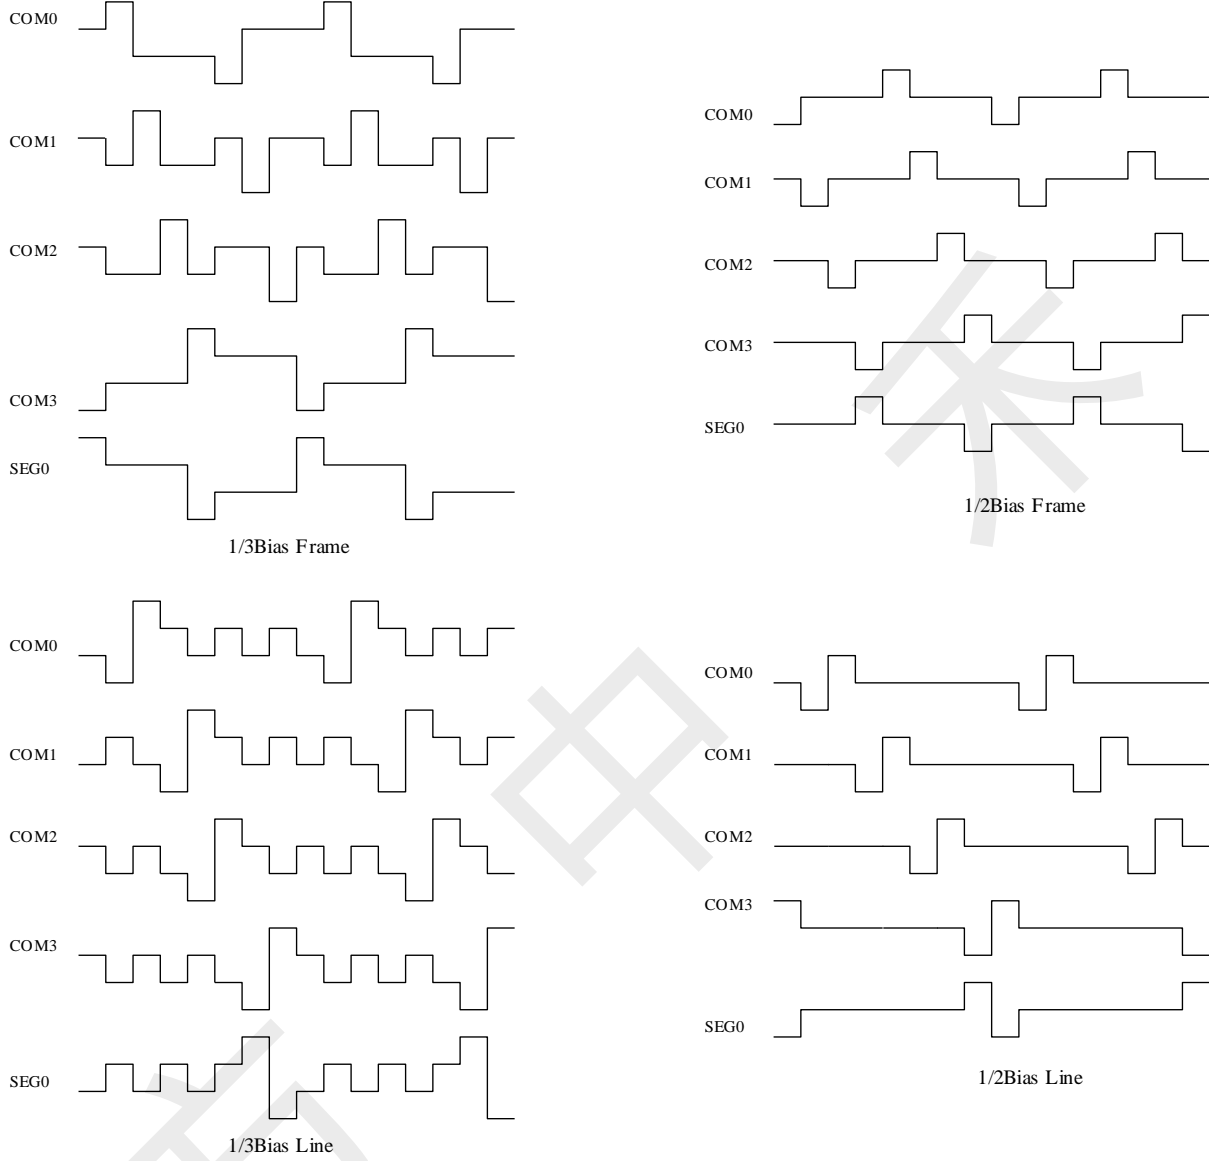 COM0
COM1
COM2
COM3
SEG0
1/3Bias Frame
COM0
COM1
COM2
COM3
SEG0
1/2Bias Frame
COM0
COM1
COM2
COM3
SEG0
1/3Bias Line
COM0
COM1
COM2
COM3
SEG0
1/2Bias Line
中